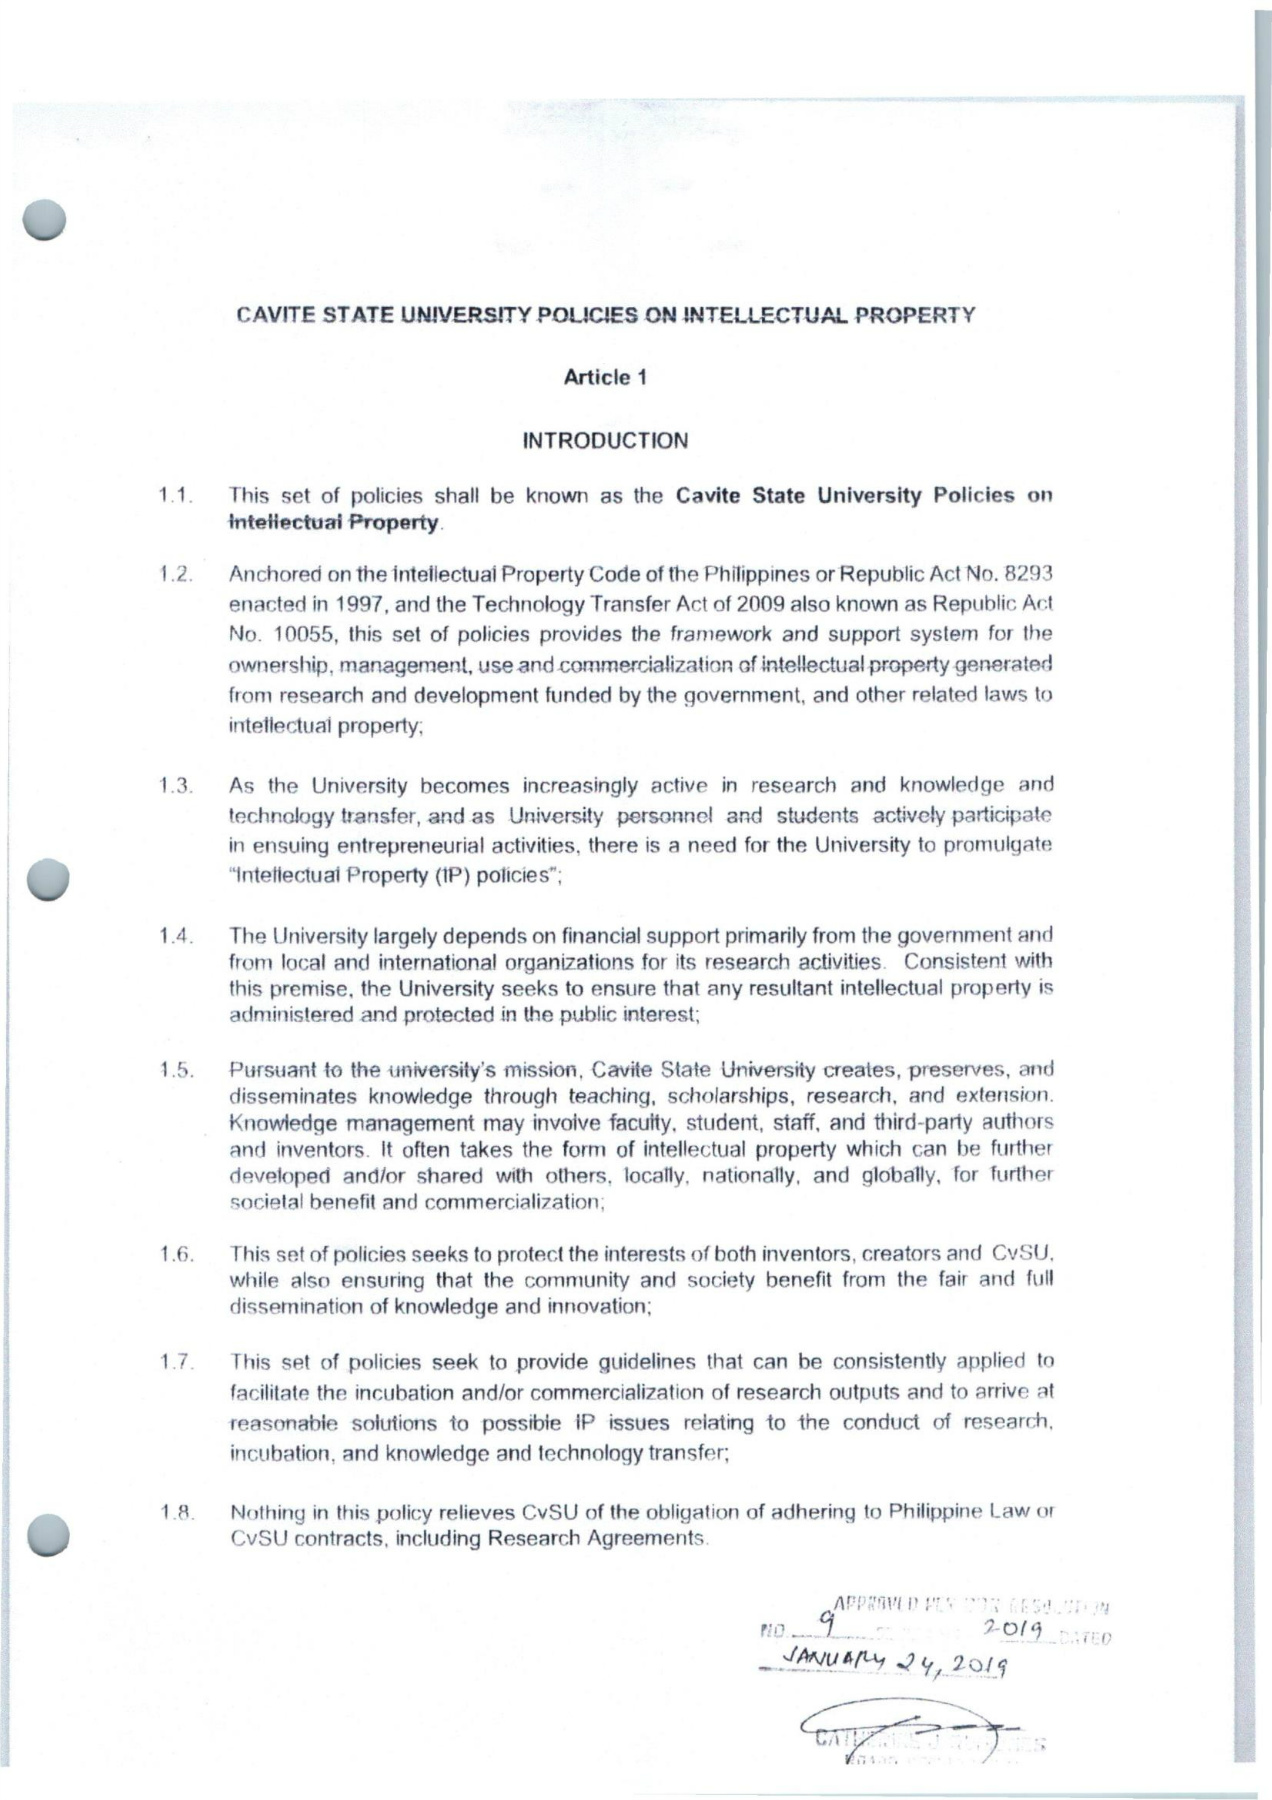 CAVITE STATE UNIVERSITY POLICIES ON INTELLECTUAL PROPERTY
Article 1
INTRODUCTION
1.1. This set of policies shall be known as the Cavite State University Policies on
Intellectual Property.
1.2. Anchored on the Intellectual Property Code of the Philippines or Republic Act No. 8293
enacted in 1997, and the Technology Transfer Act of 2009 also known as Republic Act
No. 10055, this set of policies provides the framework and support system for the
ownership, management, use and commercialization of intellectual property generated
from research and development funded by the government, and other related laws to
intellectual property;
1.3. As the University becomes increasingly active in research and knowledge and
technology transfer, and as University personnel and students actively participate
in ensuing entrepreneurial activities, there is a need for the University to promulgate
"Intellectual Property (IP) policies";
1.4. The University largely depends on financial support primarily from the government and
from local and international organizations for its research activities. Consistent with
this premise, the University seeks to ensure that any resultant intellectual property is
administered and protected in the public interest;
1.5. Pursuant to the university's mission, Cavite State University creates, preserves, and
disseminates knowledge through teaching, scholarships, research, and extension.
Knowledge management may involve faculty, student, staff, and third-party authors
and inventors. It often takes the form of intellectual property which can be further
developed and/or shared with others, locally, nationally, and globally, for further
societal benefit and commercialization;
1.6. This set of policies seeks to protect the interests of both inventors, creators and CvSU,
while also ensuring that the community and society benefit from the fair and full
dissemination of knowledge and innovation;
1.7. This set of policies seek to provide guidelines that can be consistently applied to
facilitate the incubation and/or commercialization of research outputs and to arrive at
reasonable solutions to possible IP issues relating to the conduct of research,
incubation, and knowledge and technology transfer;
1.8. Nothing in this policy relieves CvSU of the obligation of adhering to Philippine Law or
CvSU contracts, including Research Agreements.
APPROVED PER RESOLUTION
NO. 9 2019 DATED
JANUARY 24, 2019